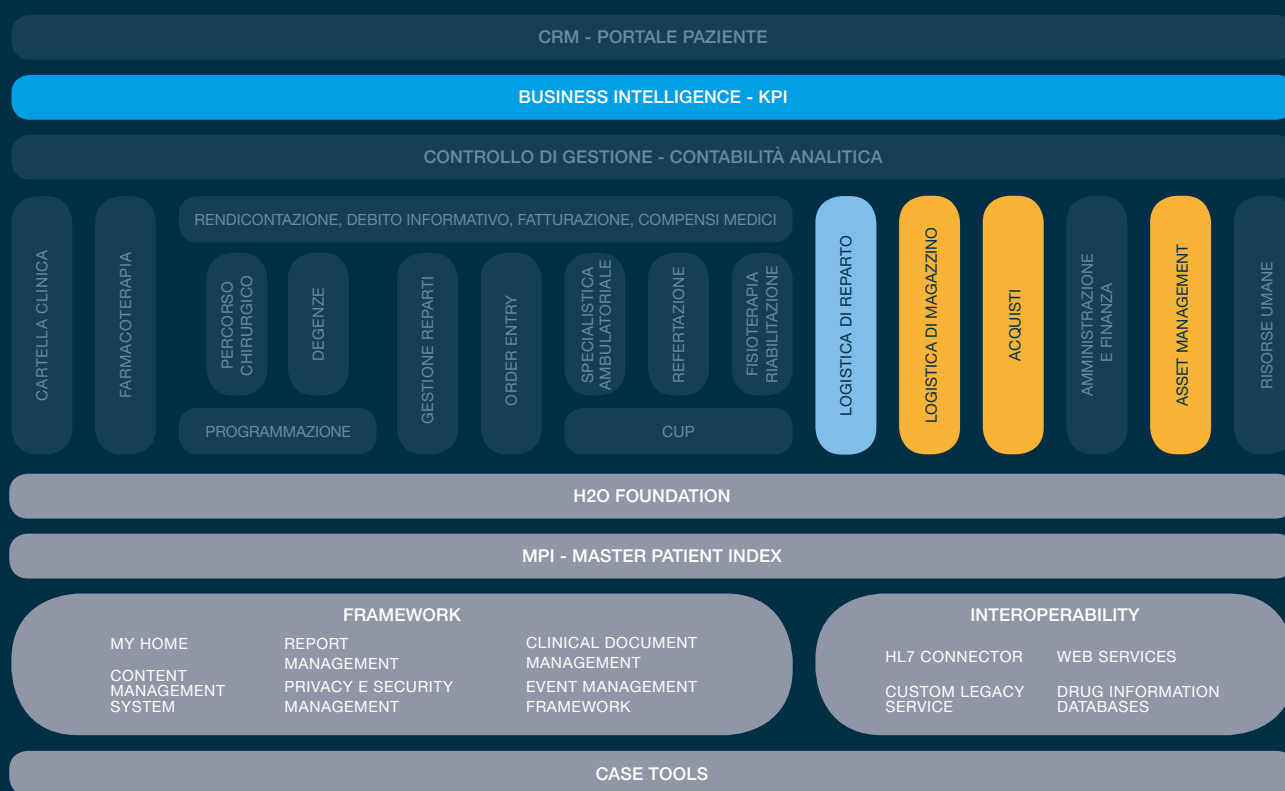 CRM - PORTALE PAZIENTE
BUSINESS INTELLIGENCE - KPI
CONTROLLO DI GESTIONE - CONTABILITÀ ANALITICA
CARTELLA CLINICA
FARMACOTERAPIA
RENDICONTAZIONE, DEBITO INFORMATIVO, FATTURAZIONE, COMPENSI MEDICI
PERCORSO
CHIRURGICO
DEGENZE
PROGRAMMAZIONE
GESTIONE REPARTI
ORDER ENTRY
SPECIALISTICA
AMBULATORIALE
REFERTAZIONE
FISIOTERAPIA
RIABILITAZIONE
CUP
LOGISTICA DI REPARTO
LOGISTICA DI MAGAZZINO
ACQUISTI
AMMINISTRAZIONE
E FINANZA
ASSET MANAGEMENT
RISORSE UMANE
H2O FOUNDATION
MPI - MASTER PATIENT INDEX
FRAMEWORK
MY HOME
CONTENT
MANAGEMENT
SYSTEM
REPORT
MANAGEMENT
PRIVACY E SECURITY
MANAGEMENT
CLINICAL DOCUMENT
MANAGEMENT
EVENT MANAGEMENT
FRAMEWORK
INTEROPERABILITY
HL7 CONNECTOR
WEB SERVICES
CUSTOM LEGACY
SERVICE
DRUG INFORMATION
DATABASES
CASE TOOLS